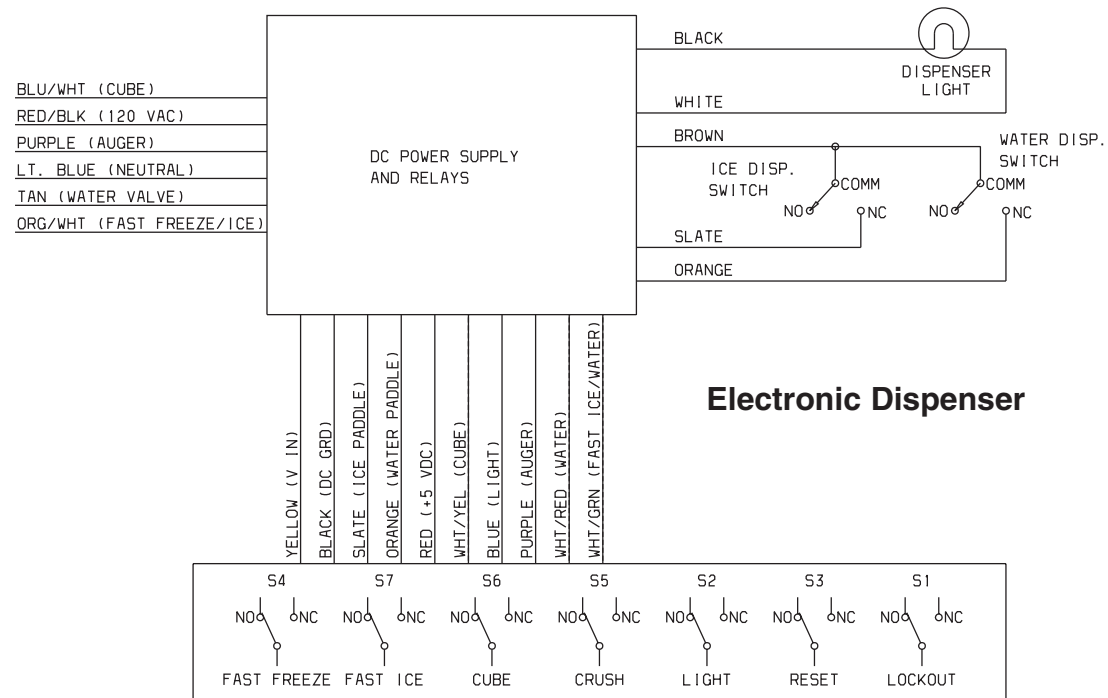 BLACK
DISPENSER
LIGHT
BLU/WHT (CUBE)
RED/BLK (120 VAC)
PURPLE (AUGER)
LT. BLUE (NEUTRAL)
TAN (WATER VALVE)
ORG/WHT (FAST FREEZE/ICE)
DC POWER SUPPLY
AND RELAYS
WHITE
BROWN
ICE DISP.
SWITCH
WATER DISP.
SWITCH
COMM
NO
NC
COMM
NO
NC
SLATE
ORANGE
Electronic Dispenser
YELLOW (V IN)
BLACK (DC GRD)
SLATE (ICE PADDLE)
ORANGE (WATER PADDLE)
RED (+5 VDC)
WHT/YEL (CUBE)
BLUE (LIGHT)
PURPLE (AUGER)
WHT/RED (WATER)
WHT/GRN (FAST ICE/WATER)
S4 S7 S6 S5 S2 S3 S1
NO NC NO NC NO NC NO NC NO NC NO NC NO NC
FAST FREEZE FAST ICE CUBE CRUSH LIGHT RESET LOCKOUT